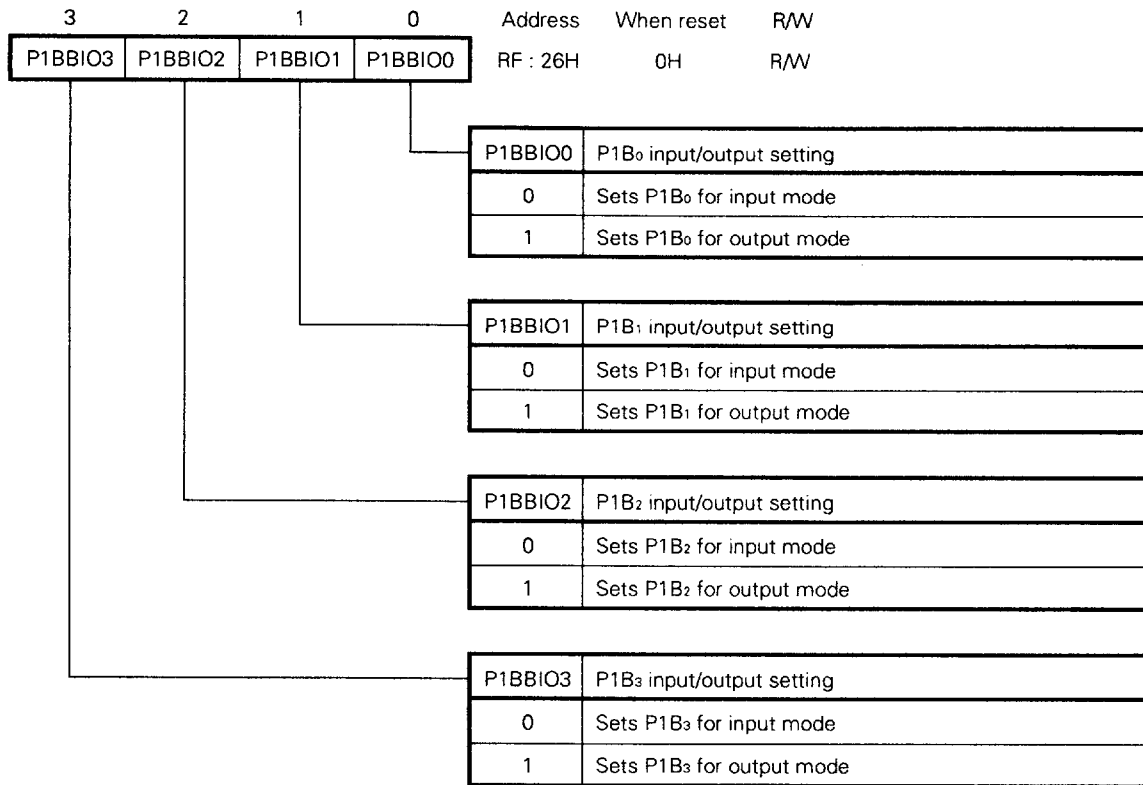 3 2 1 0 Address When reset R/W
P1BBIO3 P1BBIO2 P1BBIO1 P1BBIO0 RF : 26H 0H R/W
P1BBIO0 P1B₀ input/output setting
0 Sets P1B₀ for input mode
1 Sets P1B₀ for output mode
P1BBIO1 P1B₁ input/output setting
0 Sets P1B₁ for input mode
1 Sets P1B₁ for output mode
P1BBIO2 P1B₂ input/output setting
0 Sets P1B₂ for input mode
1 Sets P1B₂ for output mode
P1BBIO3 P1B₃ input/output setting
0 Sets P1B₃ for input mode
1 Sets P1B₃ for output mode